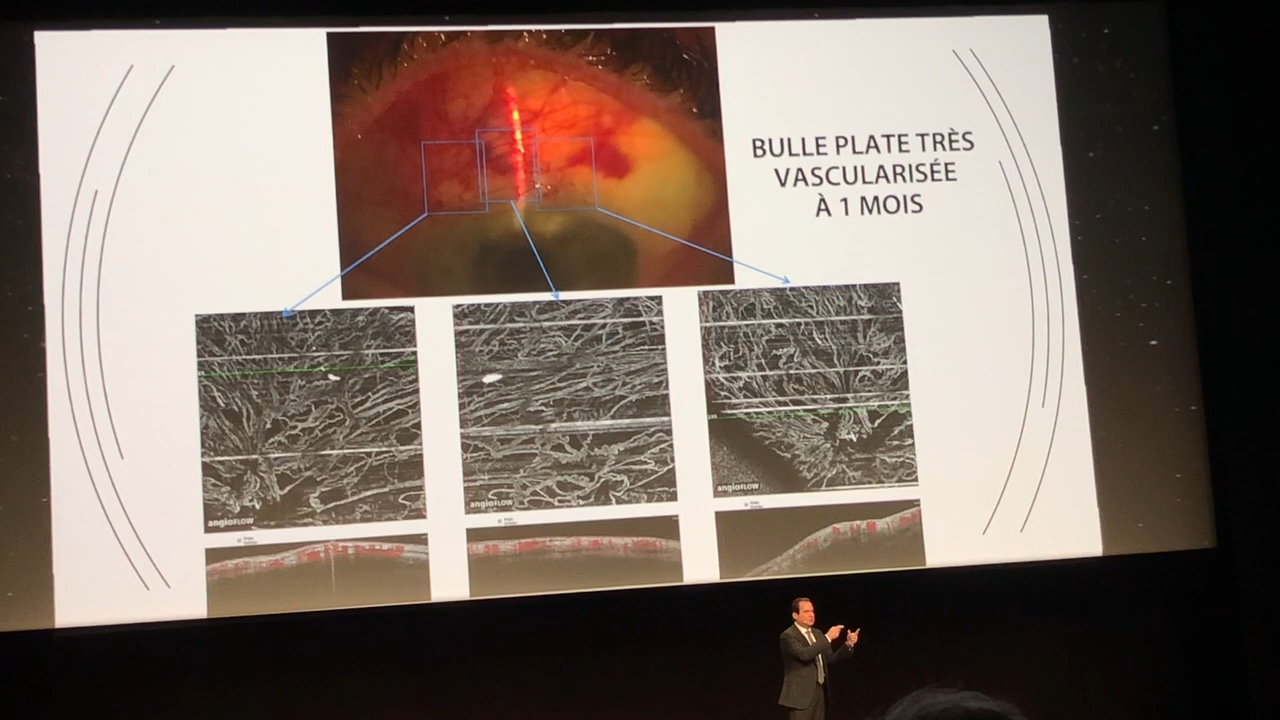 BULLE PLATE TRÈS
VASCULARISÉE
À 1 MOIS
angioFLOW
angioFLOW
angioFLOW